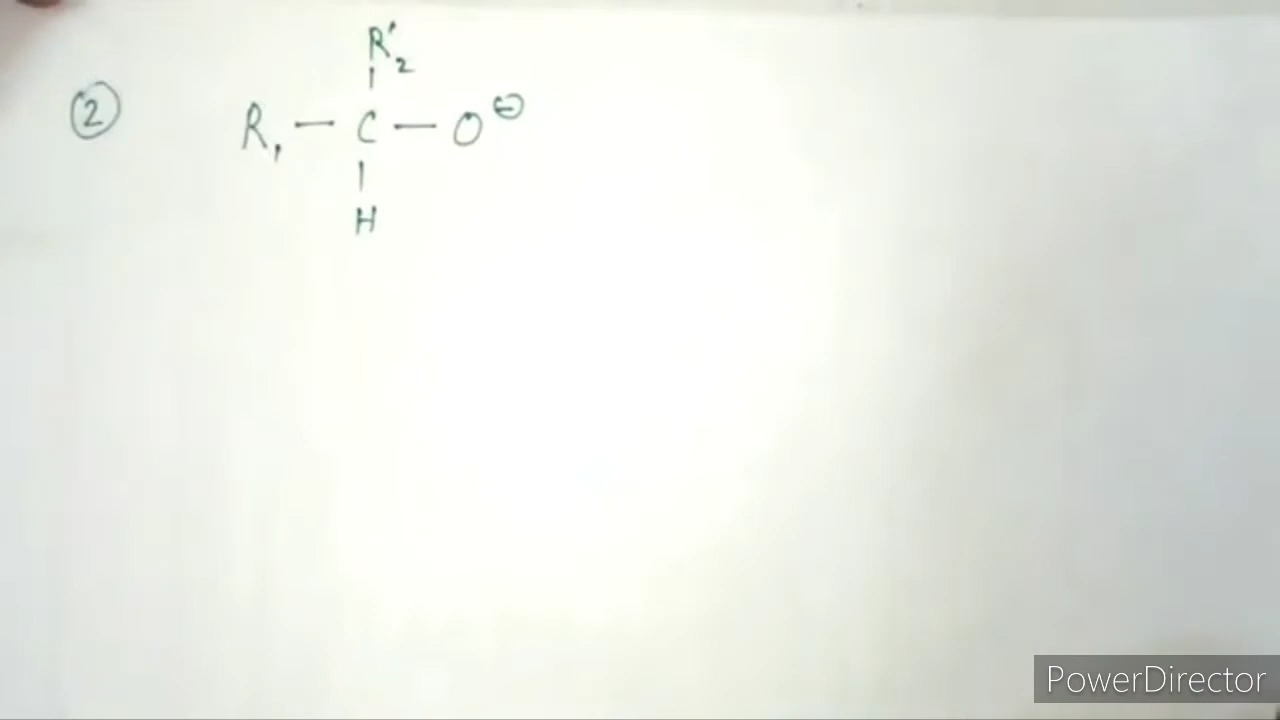 R'₂
② R₁ — C — O⊖
H
PowerDirector